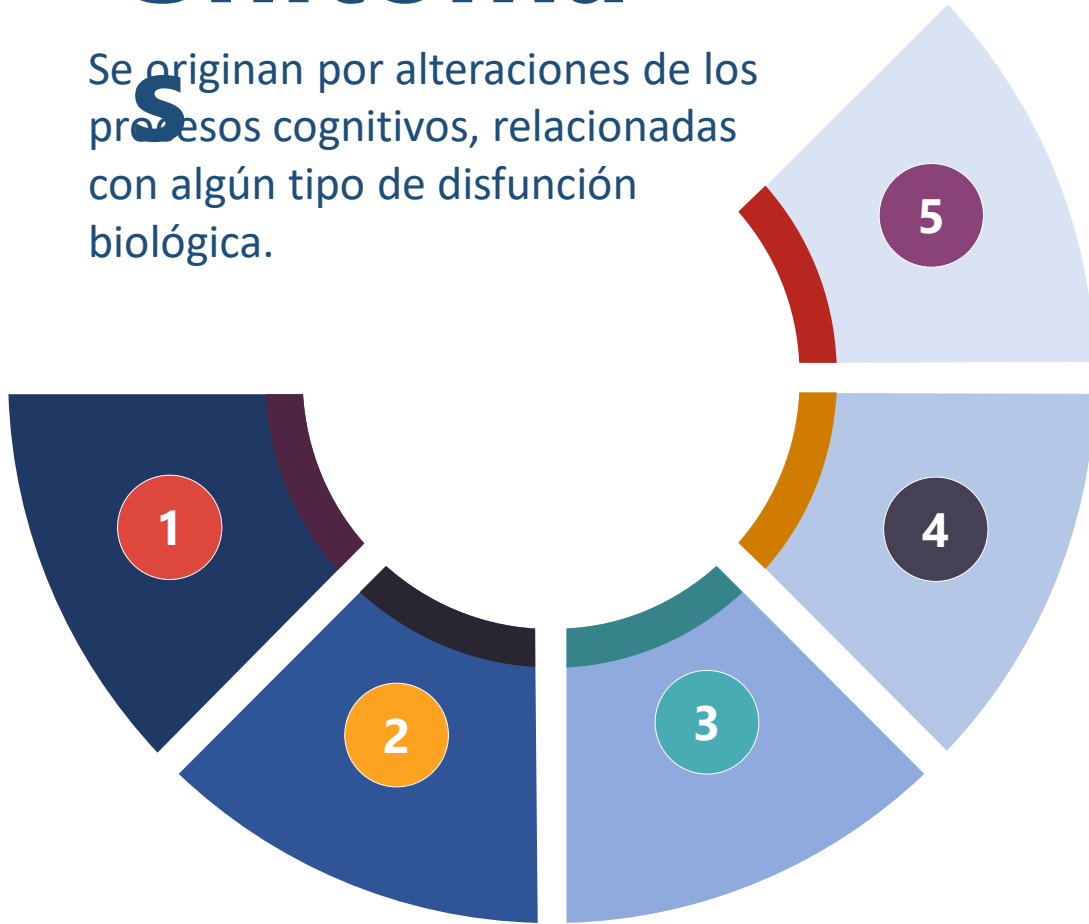 Síntoma
s
Se originan por alteraciones de los
procesos cognitivos, relacionadas
con algún tipo de disfunción
biológica.
5
1
4
3
2